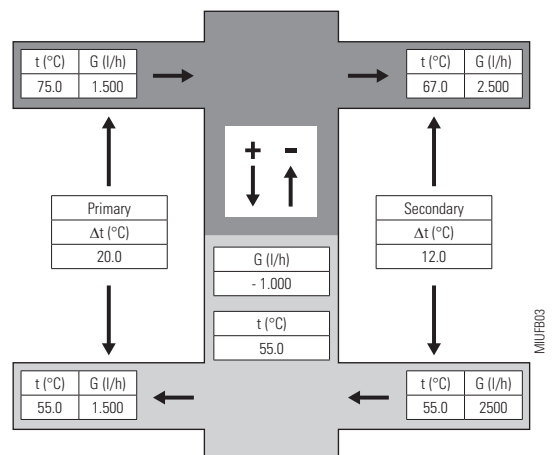 t (°C) G (l/h)
75.0 1.500
t (°C) G (l/h)
67.0 2.500
+ -
Primary
Δt (°C)
20.0
Secondary
Δt (°C)
12.0
G (l/h)
- 1.000
t (°C)
55.0
MIUFB03
t (°C) G (l/h)
55.0 1.500
t (°C) G (l/h)
55.0 2500